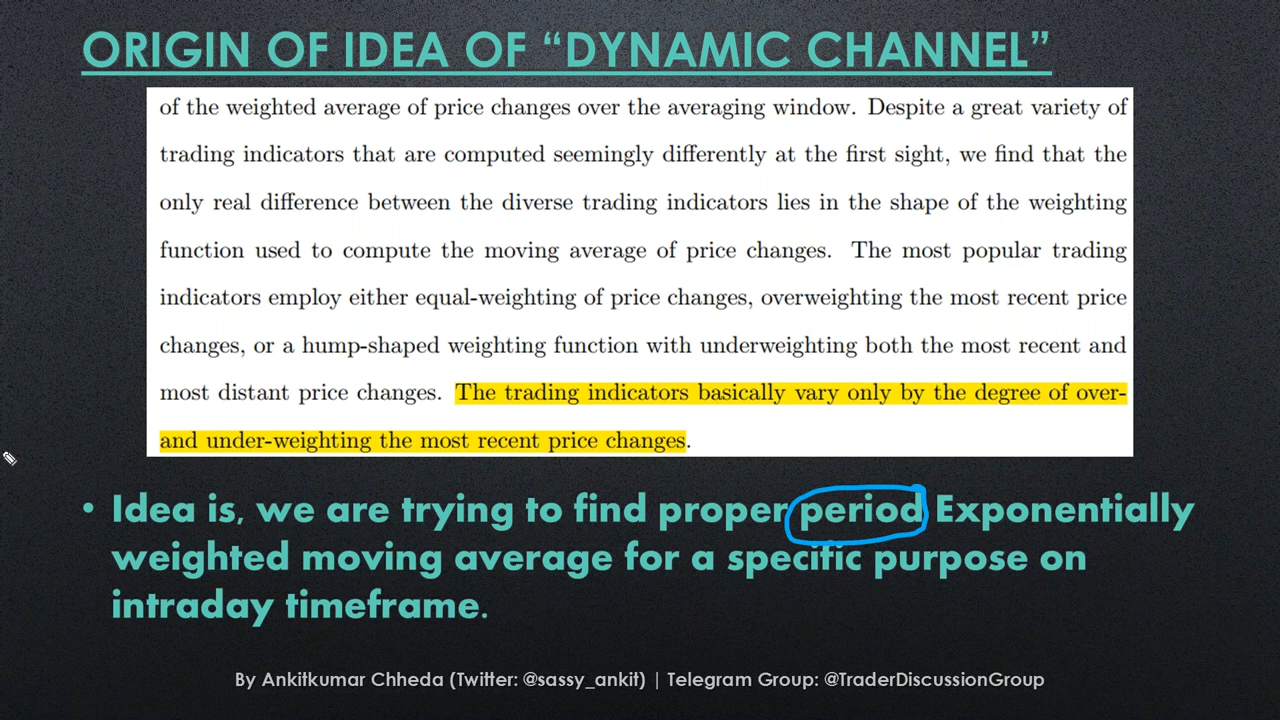 ORIGIN OF IDEA OF “DYNAMIC CHANNEL”
of the weighted average of price changes over the averaging window. Despite a great variety of
trading indicators that are computed seemingly differently at the first sight, we find that the
only real difference between the diverse trading indicators lies in the shape of the weighting
function used to compute the moving average of price changes. The most popular trading
indicators employ either equal-weighting of price changes, overweighting the most recent price
changes, or a hump-shaped weighting function with underweighting both the most recent and
most distant price changes. The trading indicators basically vary only by the degree of over-
and under-weighting the most recent price changes.
• Idea is, we are trying to find proper period Exponentially
weighted moving average for a specific purpose on
intraday timeframe.
By Ankitkumar Chheda (Twitter: @sassy_ankit) | Telegram Group: @TraderDiscussionGroup